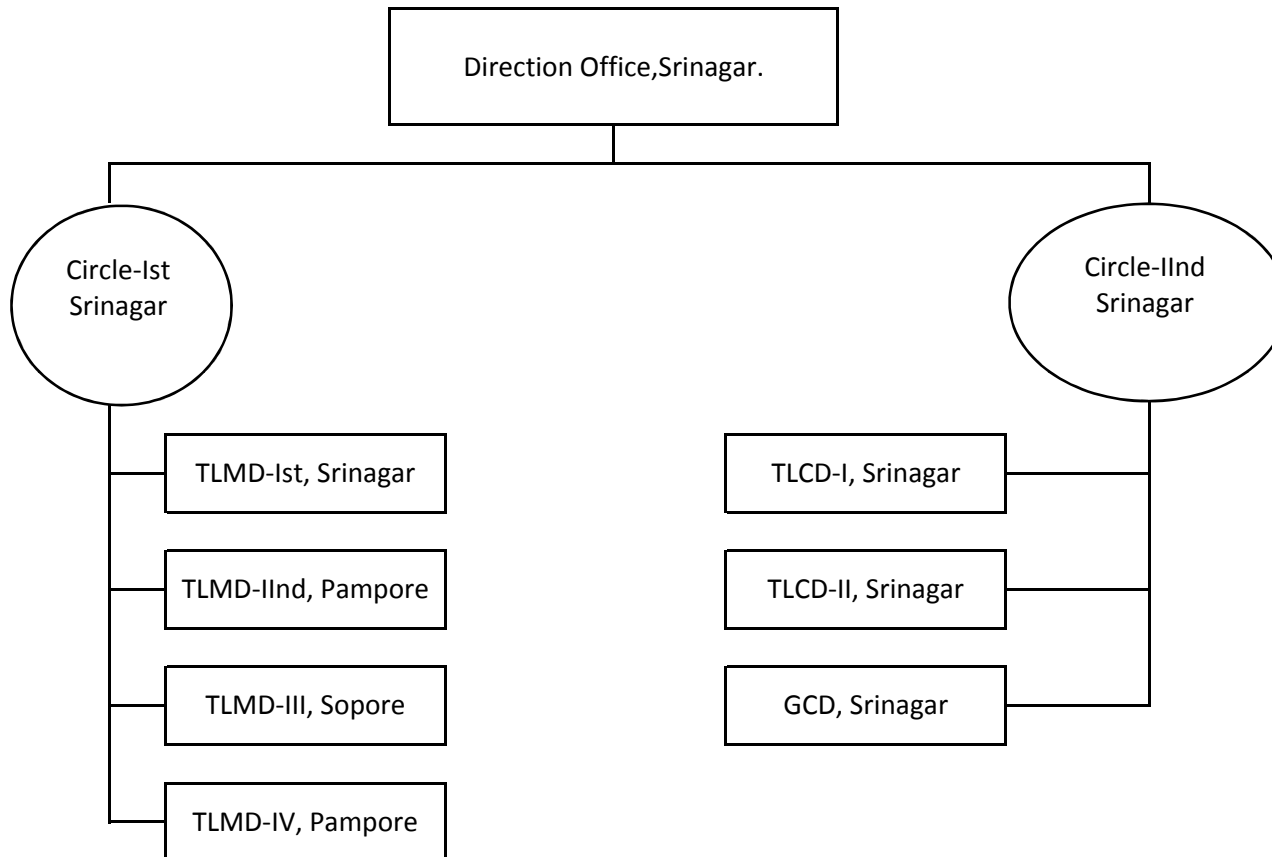 Direction Office,Srinagar.
Circle-Ist
Srinagar
Circle-IInd
Srinagar
TLMD-Ist, Srinagar
TLMD-IInd, Pampore
TLMD-III, Sopore
TLMD-IV, Pampore
TLCD-I, Srinagar
TLCD-II, Srinagar
GCD, Srinagar